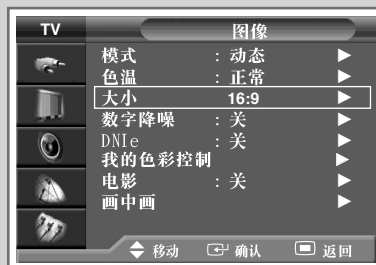 TV 图像
模式 : 动态
色温 : 正常
大小 16:9
数字降噪 : 关
DNIe : 关
我的色彩控制
电影 : 关
画中画
移动 确认 返回